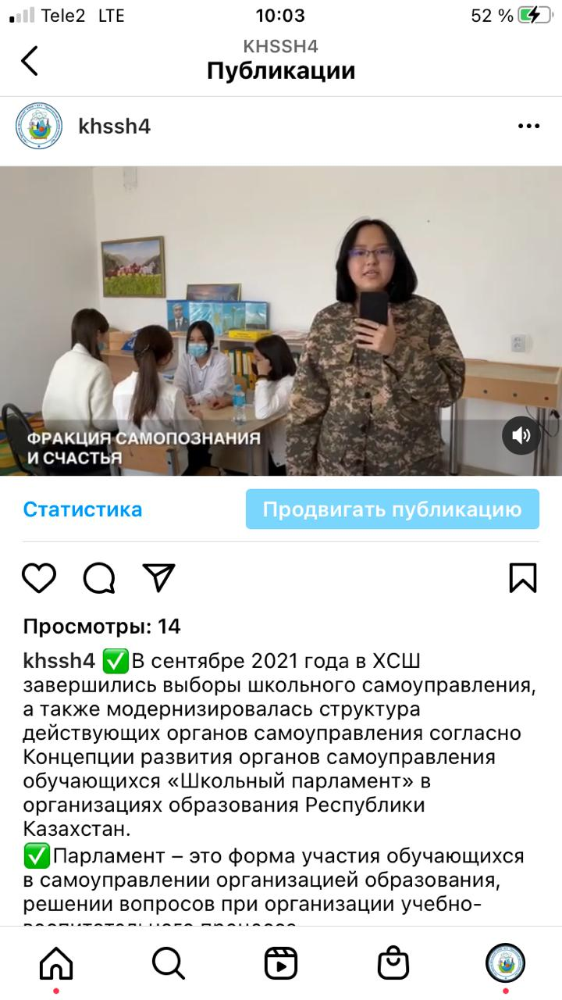 Tele2 LTE
10:03
52 %
KHSSH4
Публикации
khssh4
ФРАКЦИЯ САМОПОЗНАНИЯ
И СЧАСТЬЯ
Статистика
Продвигать публикацию
Просмотры: 14
khssh4 ✅В сентябре 2021 года в ХСШ
завершились выборы школьного самоуправления,
а также модернизировалась структура
действующих органов самоуправления согласно
Концепции развития органов самоуправления
обучающихся «Школьный парламент» в
организациях образования Республики
Казахстан.
✅Парламент – это форма участия обучающихся
в самоуправлении организацией образования,
решении вопросов при организации учебно-